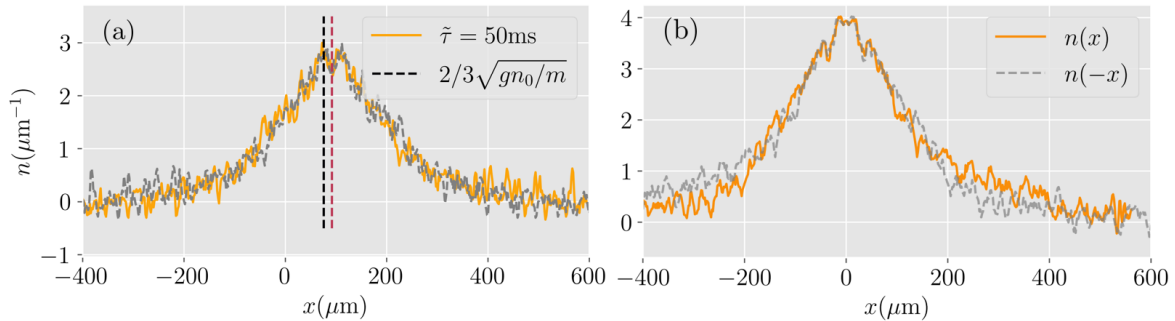 (a)
τ̃ = 50ms
2/3√(gn₀/m)
3
2
1
0
−1
n(μm⁻¹)
−400 −200 0 200 400 600
x(μm)
(b)
n(x)
n(−x)
4
3
2
1
0
−400 −200 0 200 400 600
x(μm)